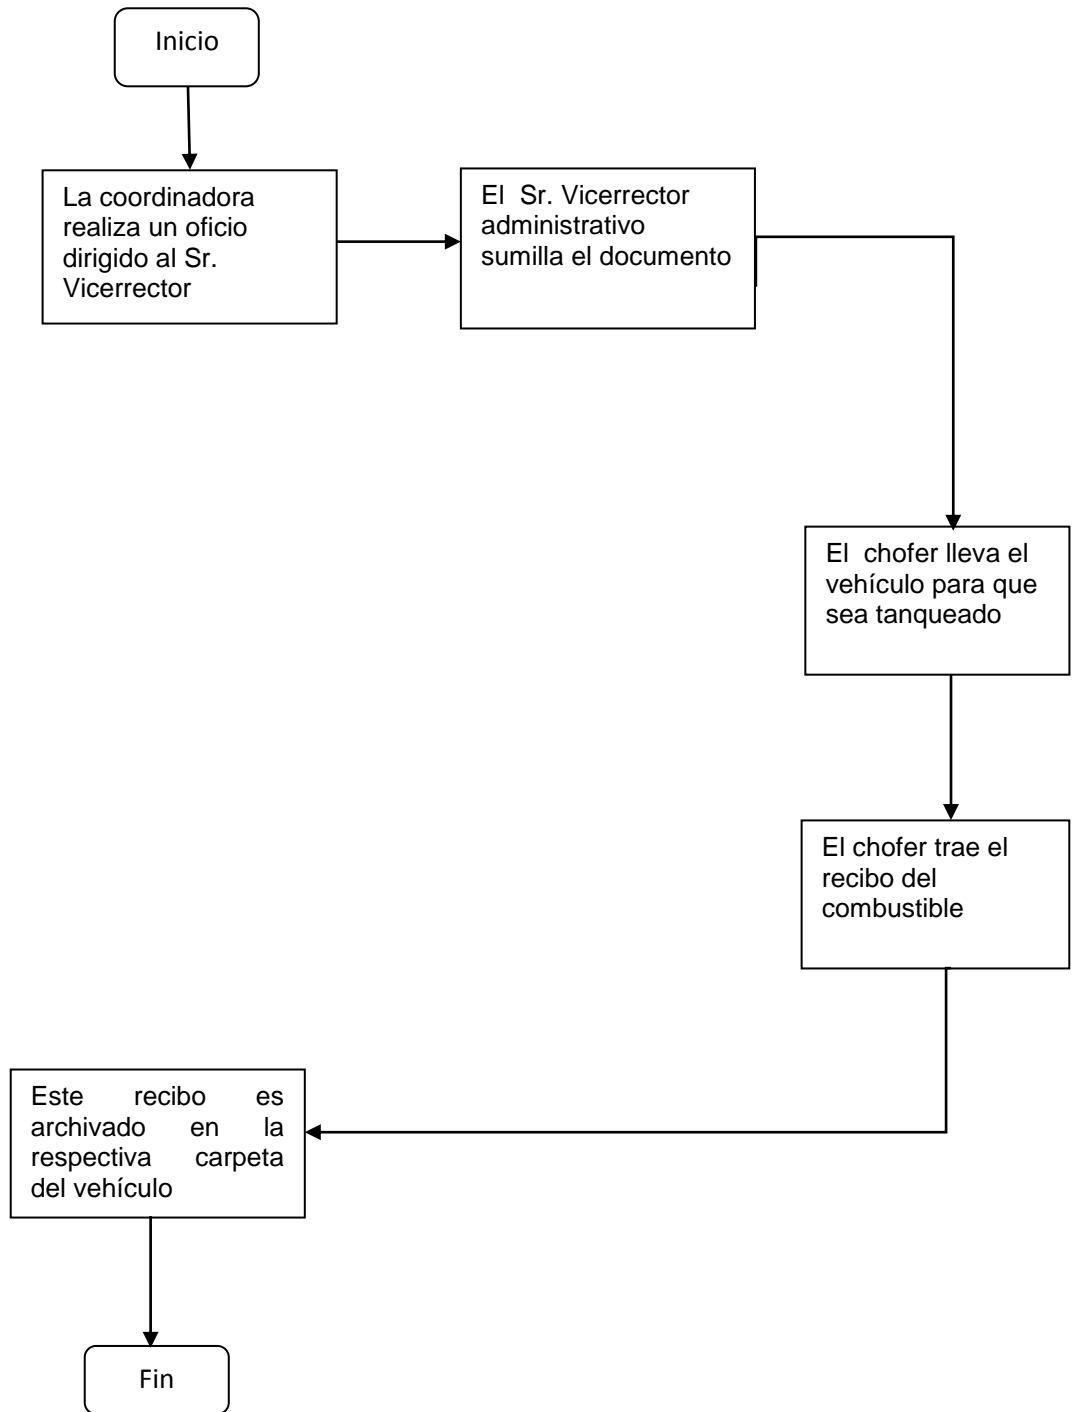 Inicio
La coordinadora
realiza un oficio
dirigido al Sr.
Vicerrector
El  Sr. Vicerrector
administrativo
sumilla el documento
El  chofer lleva el
vehículo para que
sea tanqueado
El chofer trae el
recibo del
combustible
Este recibo es
archivado en la
respectiva carpeta
del vehículo
Fin